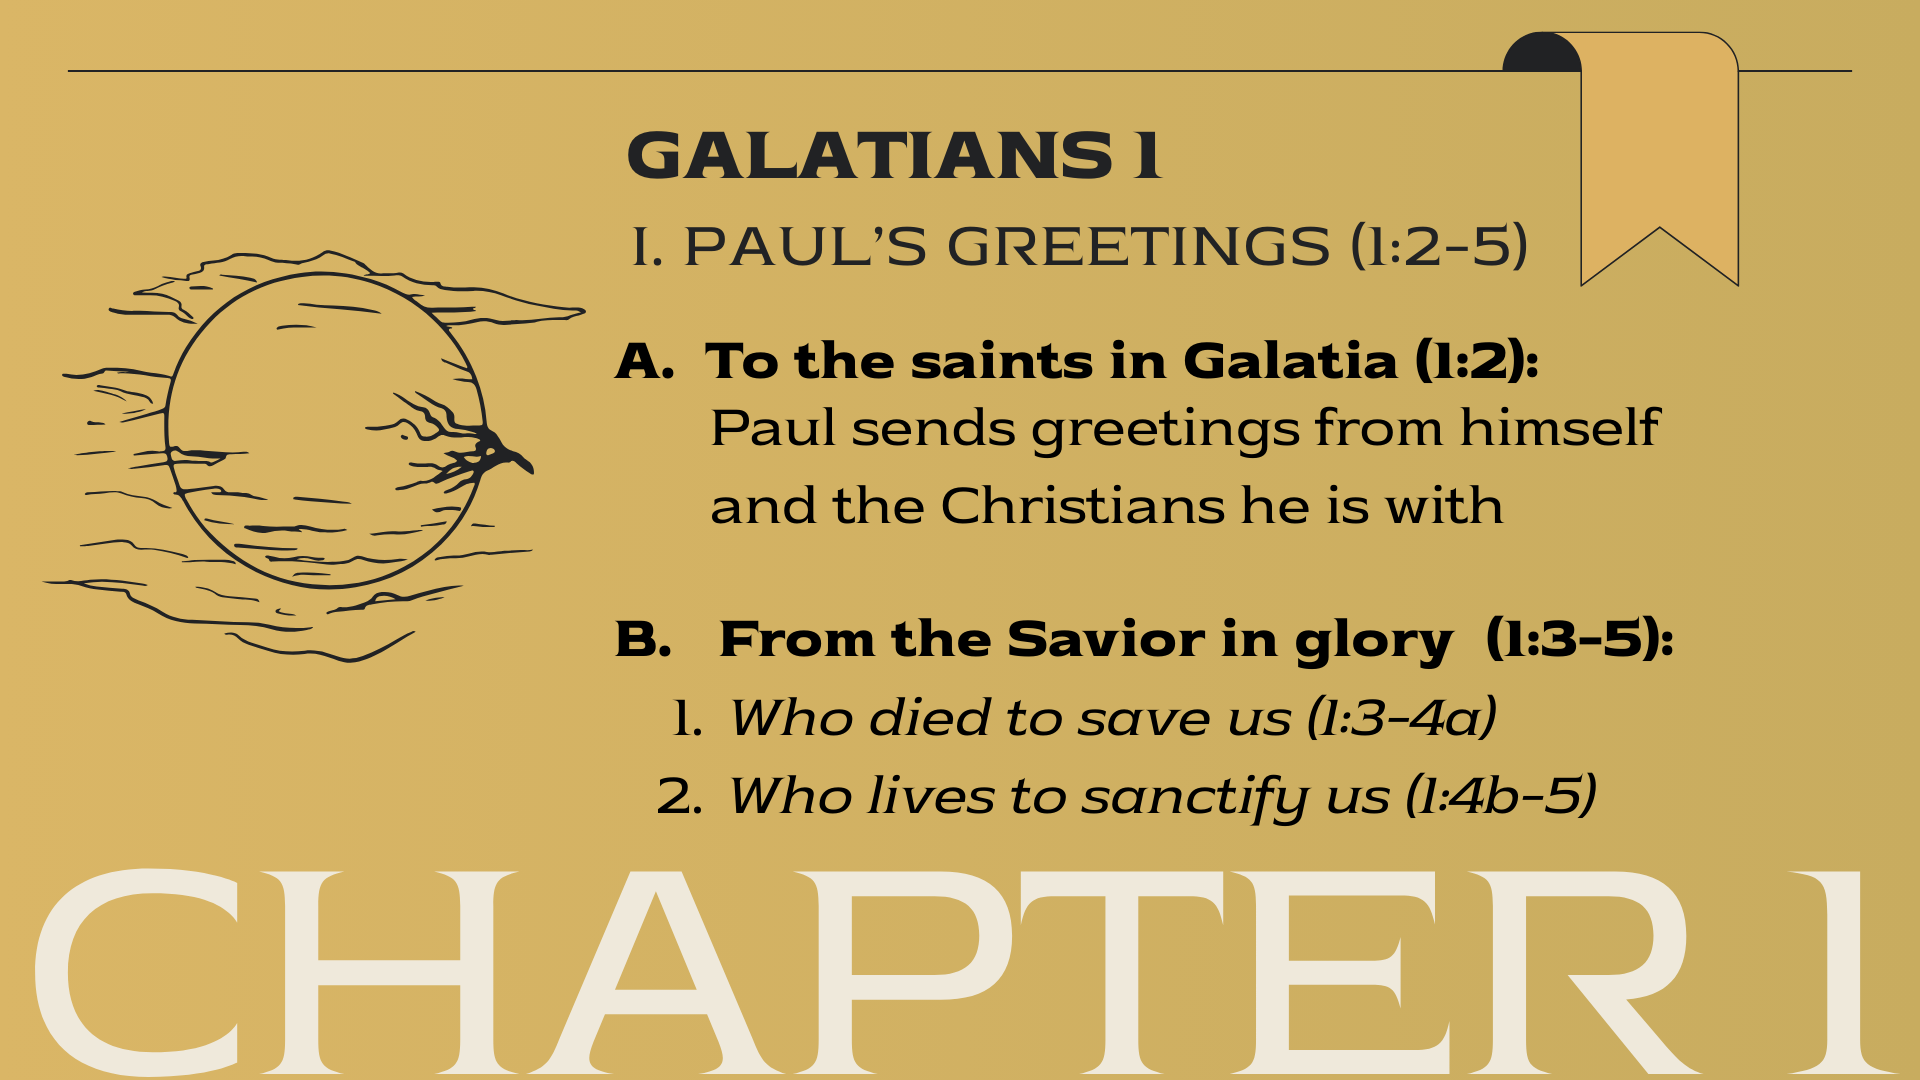 GALATIANS 1
I. PAUL’S GREETINGS (1:2-5)
A. To the saints in Galatia (1:2):
Paul sends greetings from himself
and the Christians he is with
B. From the Savior in glory (1:3-5):
1. Who died to save us (1:3-4a)
2. Who lives to sanctify us (1:4b-5)
CHAPTER 1